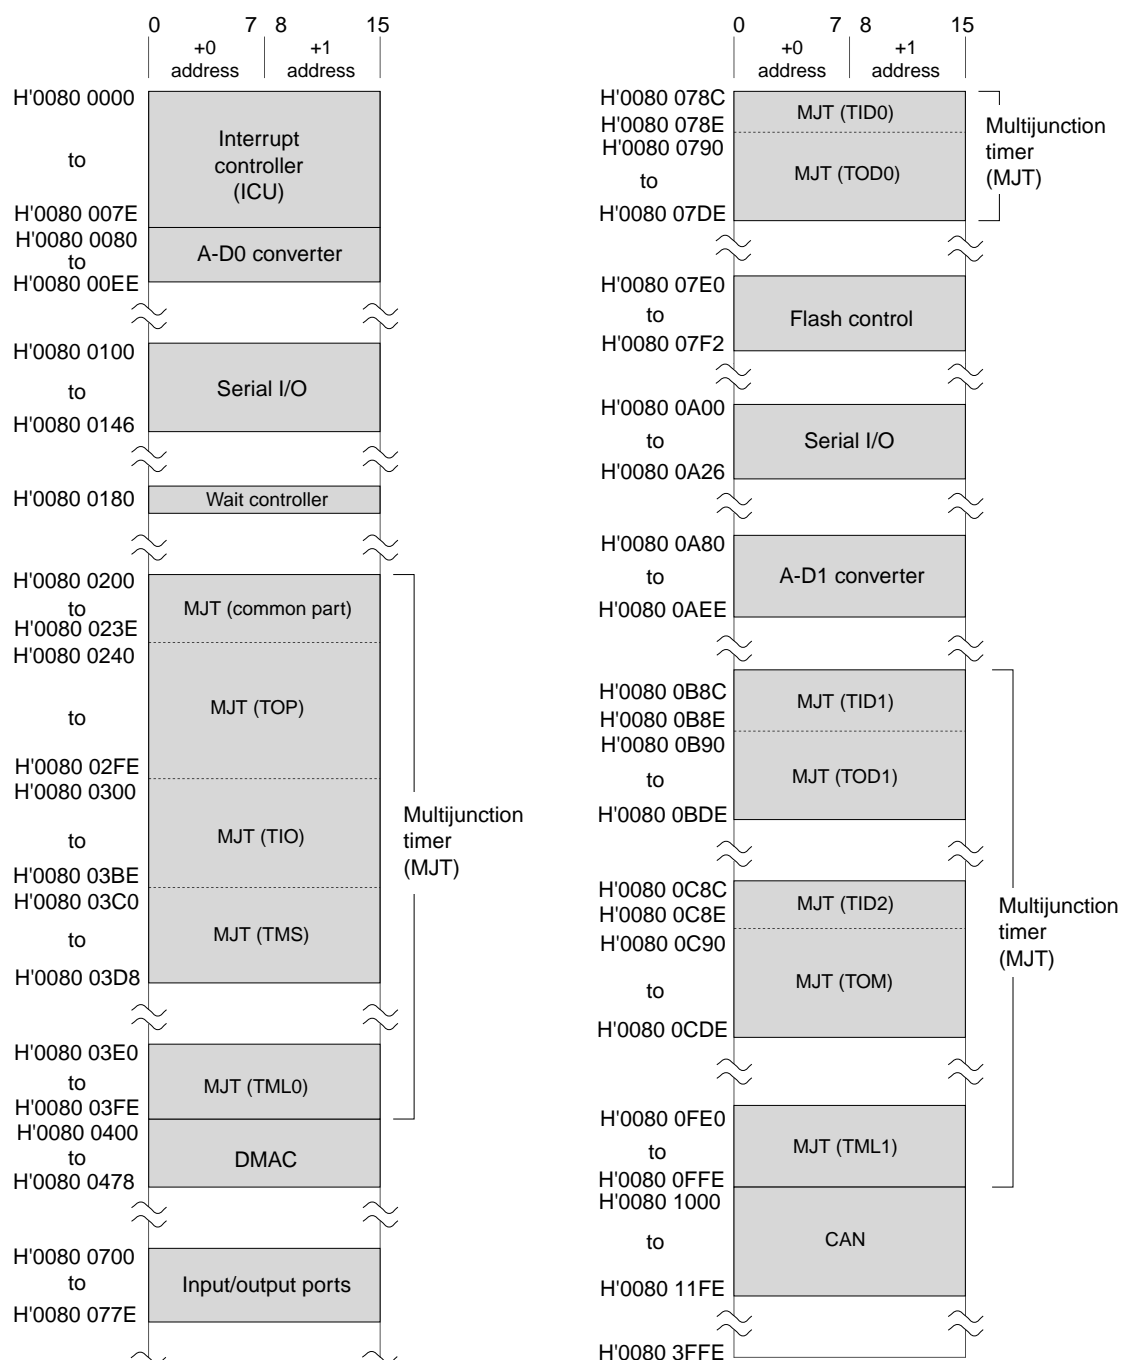 0 7 8 15
+0 +1
address address
H'0080 0000
Interrupt
controller
(ICU)
to
H'0080 007E
H'0080 0080
to
H'0080 00EE
A-D0 converter
H'0080 0100
to
H'0080 0146
Serial I/O
H'0080 0180
Wait controller
H'0080 0200
to
H'0080 023E
MJT (common part)
H'0080 0240
to
H'0080 02FE
MJT (TOP)
H'0080 0300
to
H'0080 03BE
MJT (TIO)
H'0080 03C0
to
H'0080 03D8
MJT (TMS)
Multijunction
timer
(MJT)
H'0080 03E0
to
H'0080 03FE
MJT (TML0)
H'0080 0400
to
H'0080 0478
DMAC
H'0080 0700
to
H'0080 077E
Input/output ports
0 7 8 15
+0 +1
address address
H'0080 078C
H'0080 078E
MJT (TID0)
H'0080 0790
to
H'0080 07DE
MJT (TOD0)
Multijunction
timer
(MJT)
H'0080 07E0
to
H'0080 07F2
Flash control
H'0080 0A00
to
H'0080 0A26
Serial I/O
H'0080 0A80
to
H'0080 0AEE
A-D1 converter
H'0080 0B8C
H'0080 0B8E
MJT (TID1)
H'0080 0B90
to
H'0080 0BDE
MJT (TOD1)
H'0080 0C8C
H'0080 0C8E
MJT (TID2)
H'0080 0C90
to
H'0080 0CDE
MJT (TOM)
Multijunction
timer
(MJT)
H'0080 0FE0
to
H'0080 0FFE
MJT (TML1)
H'0080 1000
to
H'0080 11FE
CAN
H'0080 3FFE